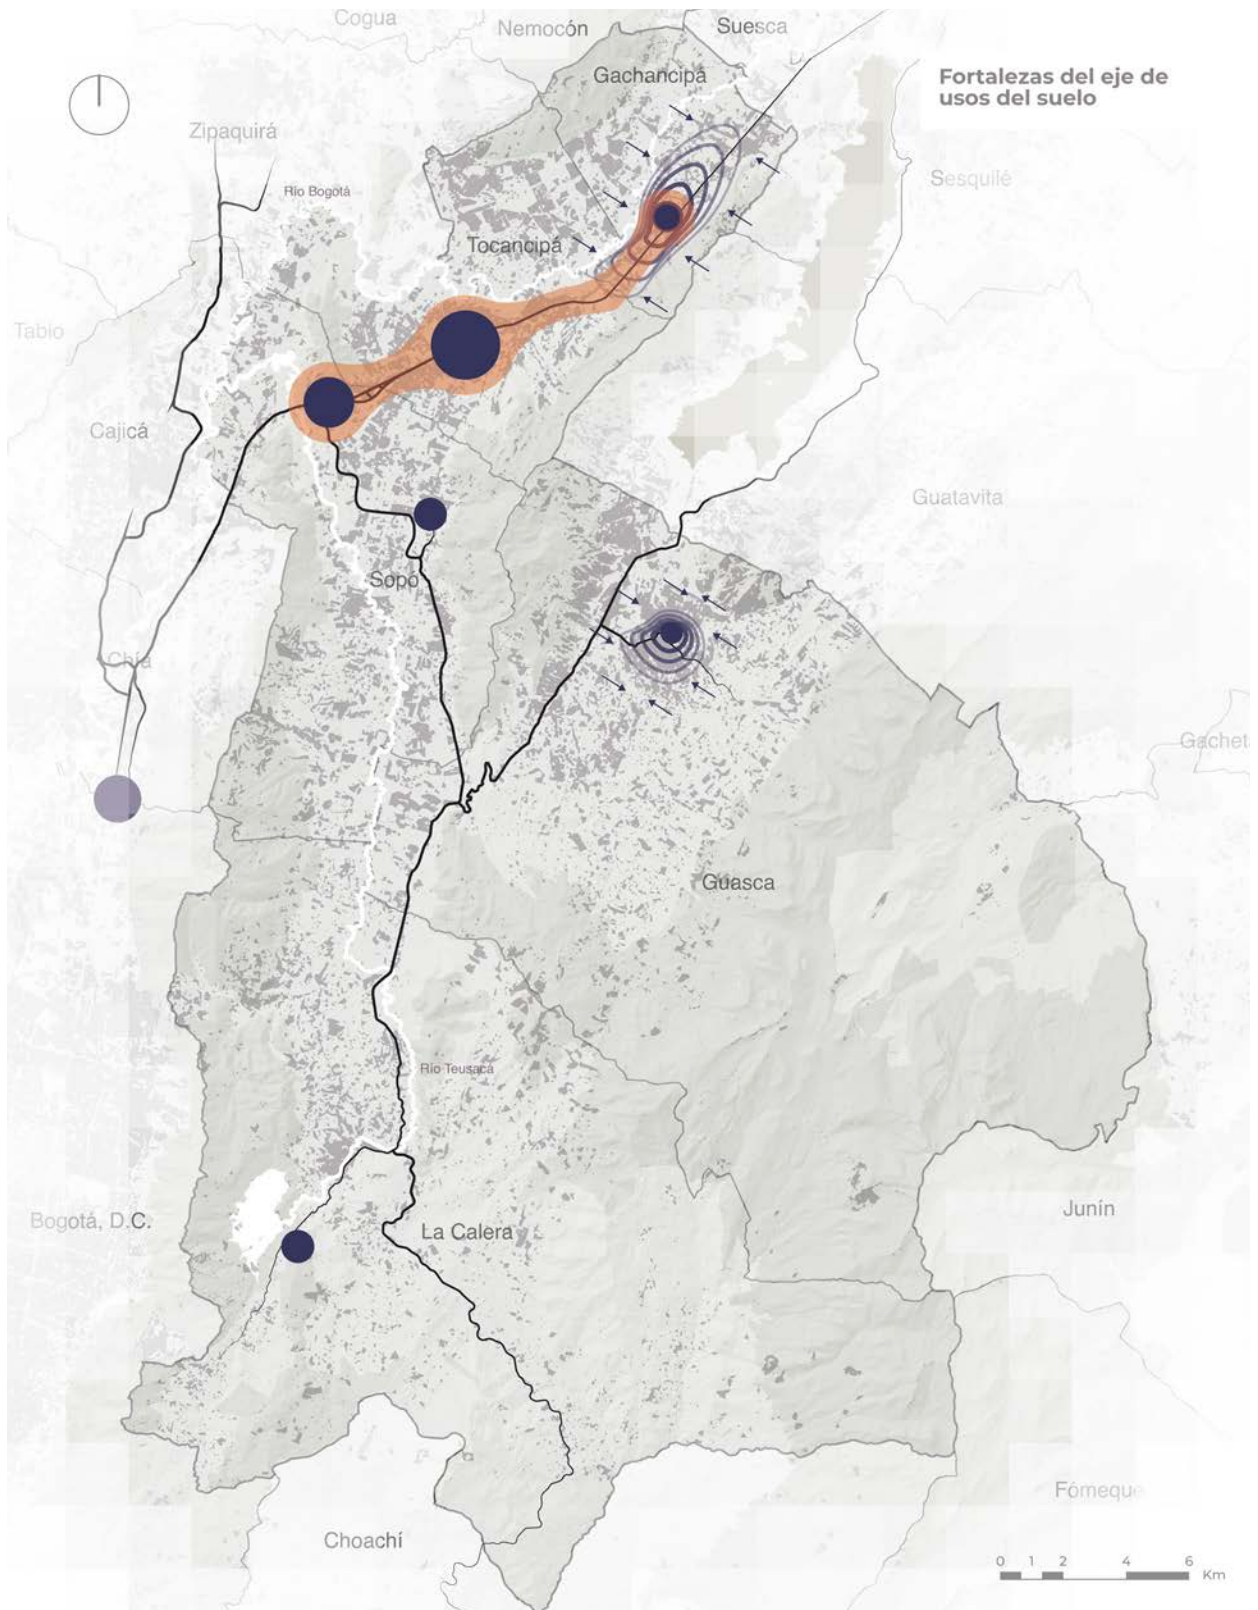 Cogua
Nemocón
Suesca
Gachancipá
Fortalezas del eje de
usos del suelo
Zipaquirá
Río Bogotá
Sesquilé
Tocancipá
Tabio
Cajicá
Guatavita
Sopó
Chía
Gachetá
Guasca
Río Teusacá
Bogotá, D.C.
La Calera
Junín
Fómeque
Choachí
0 1 2 4 6
Km